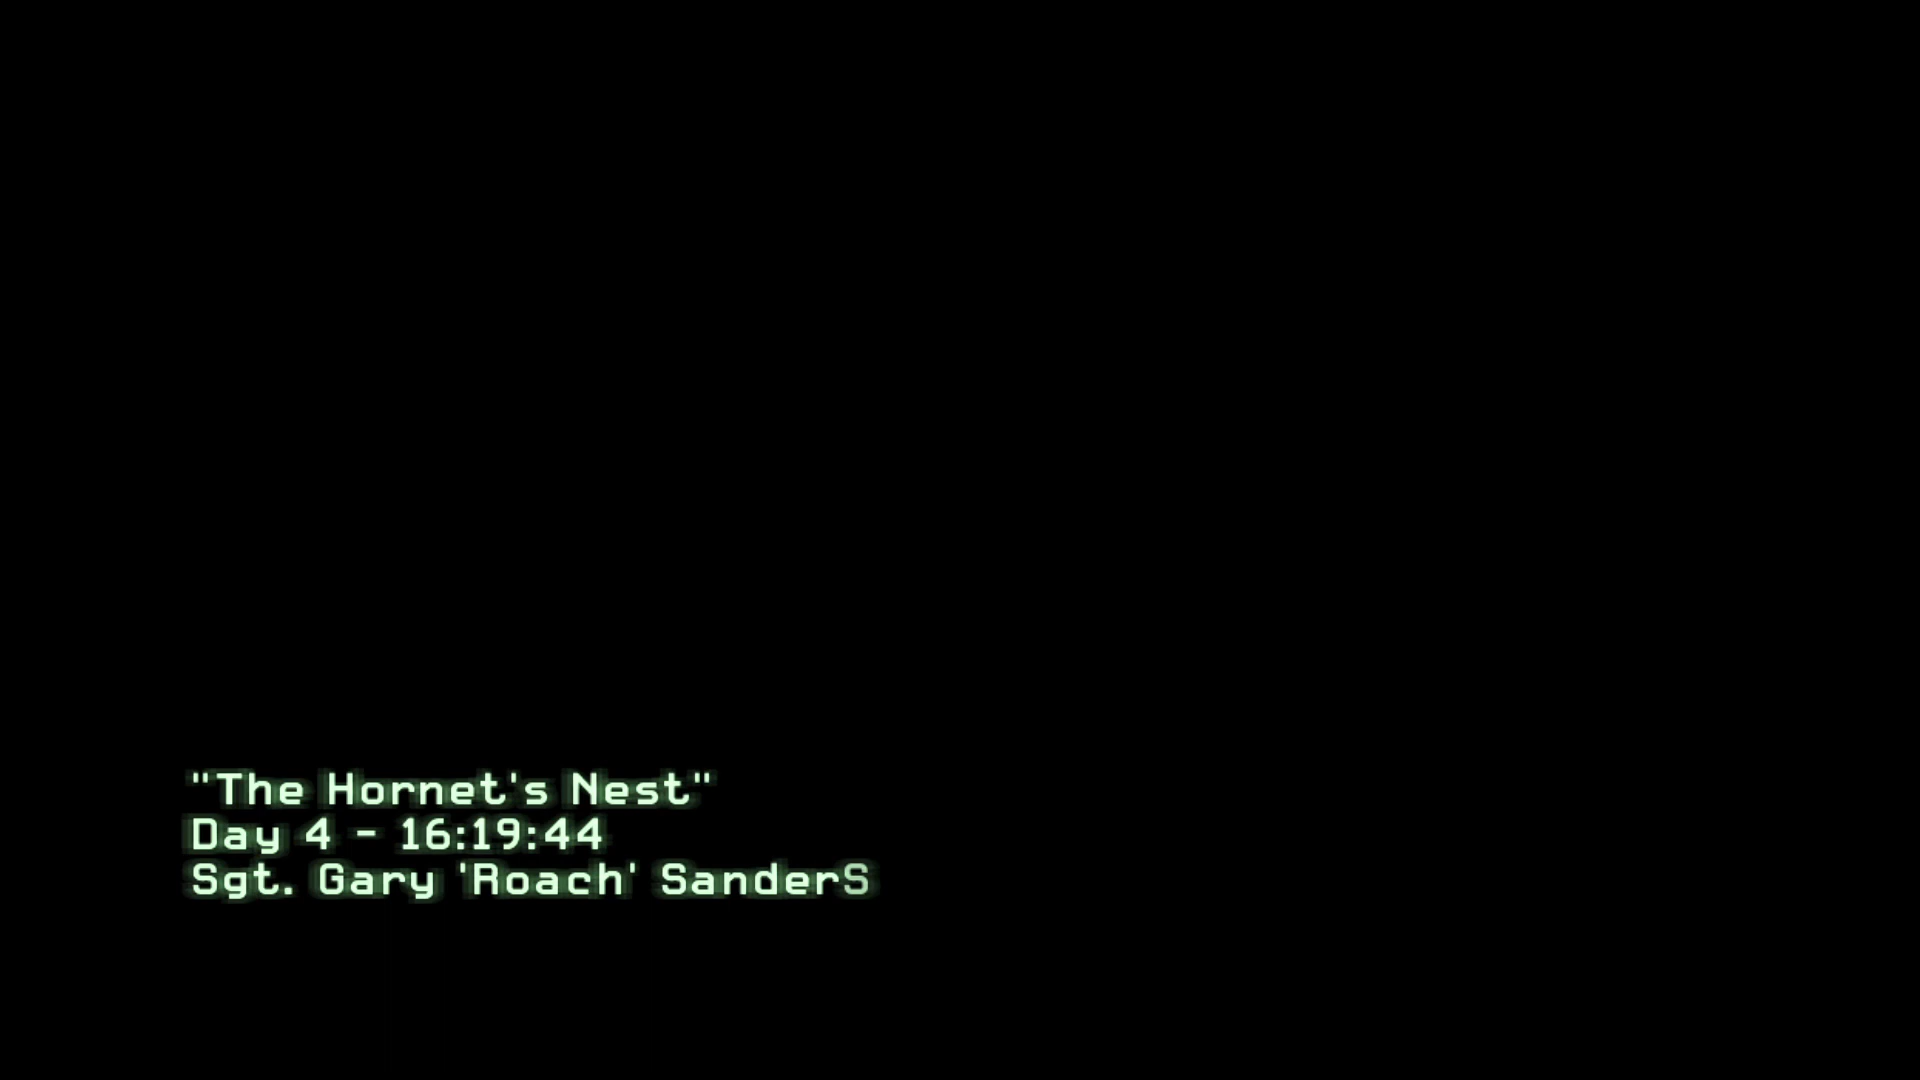 "The Hornet's Nest"
Day 4 - 16:19:44
Sgt. Gary 'Roach' SanderS